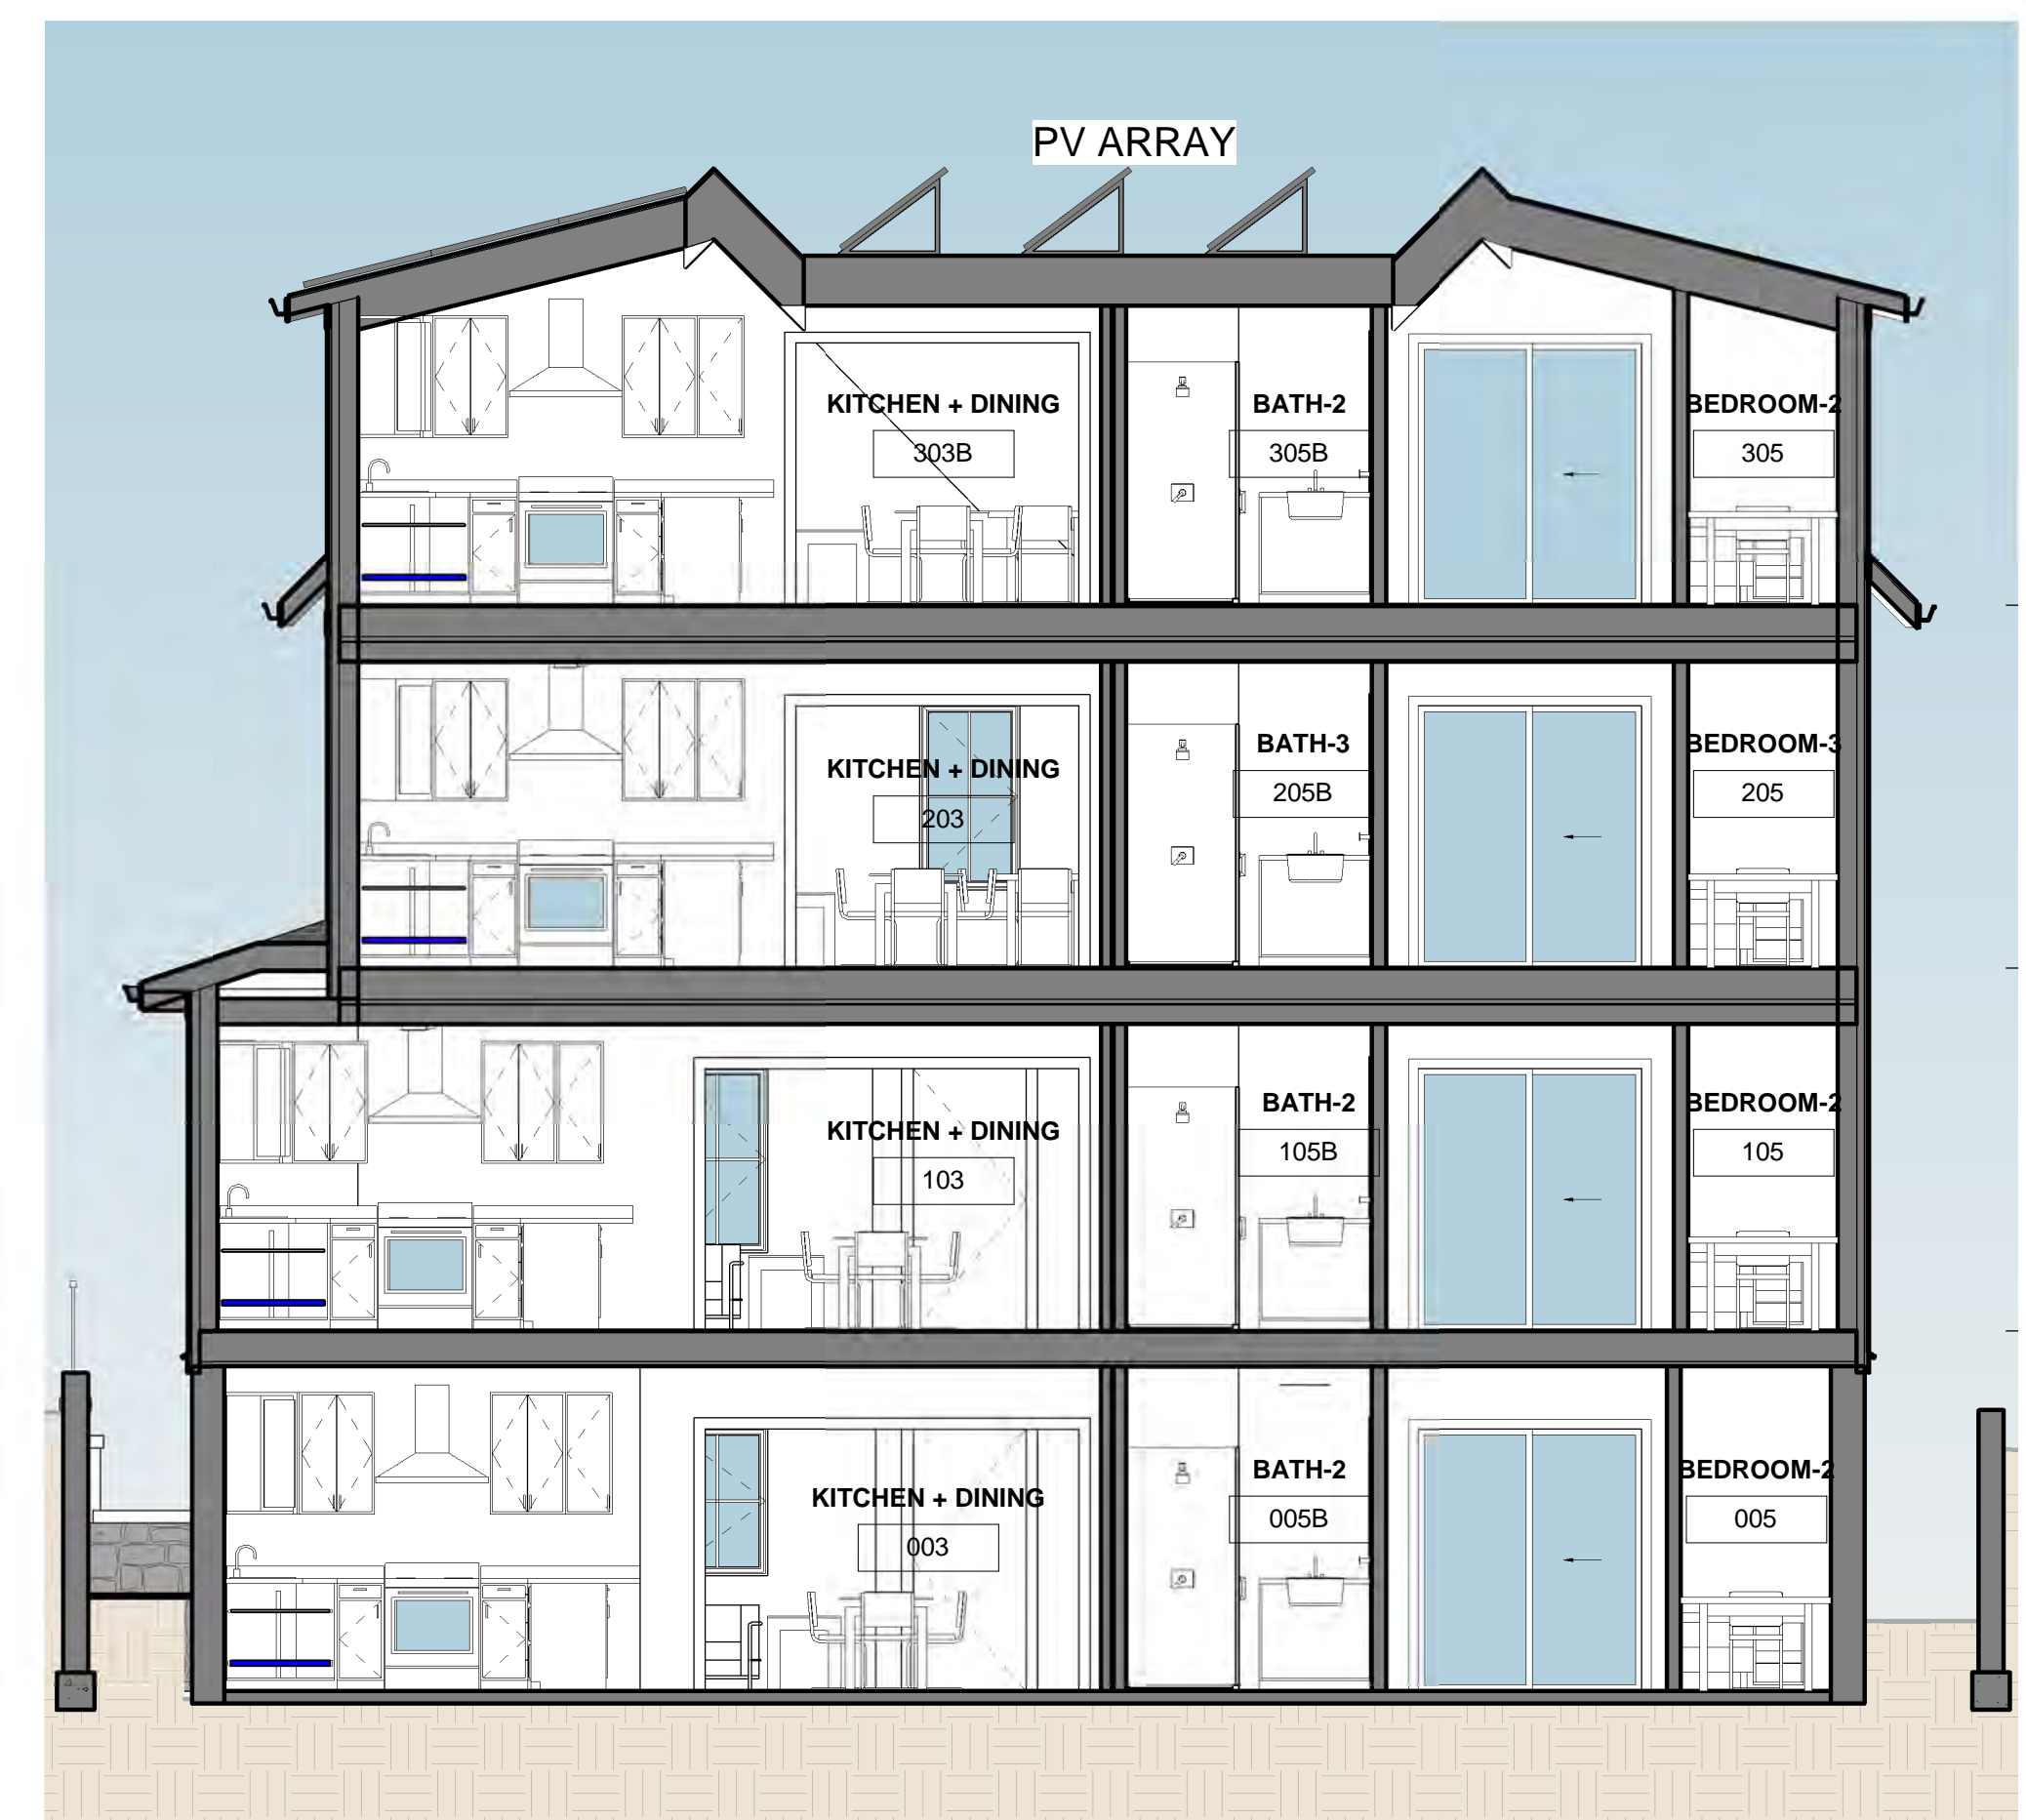 PV ARRAY
KITCHEN + DINING
303B
BATH-2
305B
BEDROOM-2
305
KITCHEN + DINING
203
BATH-3
205B
BEDROOM-3
205
KITCHEN + DINING
103
BATH-2
105B
BEDROOM-2
105
KITCHEN + DINING
003
BATH-2
005B
BEDROOM-2
005